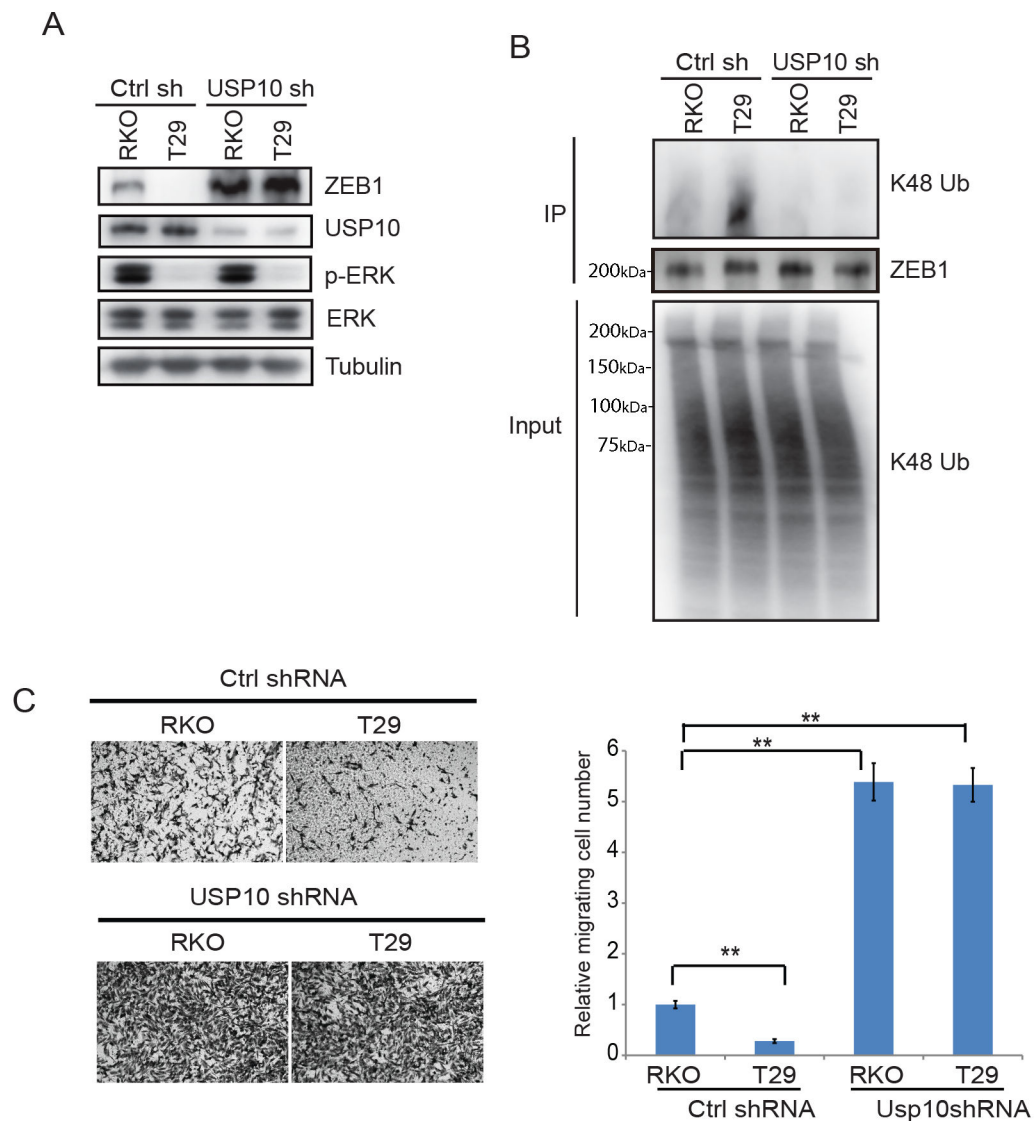 A
Ctrl sh USP10 sh
RKO T29 RKO T29
ZEB1
USP10
p-ERK
ERK
Tubulin
B
Ctrl sh USP10 sh
RKO T29 RKO T29
IP
K48 Ub
200kDa
ZEB1
Input
200kDa
150kDa
100kDa
75kDa
K48 Ub
C
Ctrl shRNA
RKO T29
USP10 shRNA
RKO T29
Relative migrating cell number
6
5
4
3
2
1
0
**
**
**
RKO T29 RKO T29
Ctrl shRNA Usp10shRNA